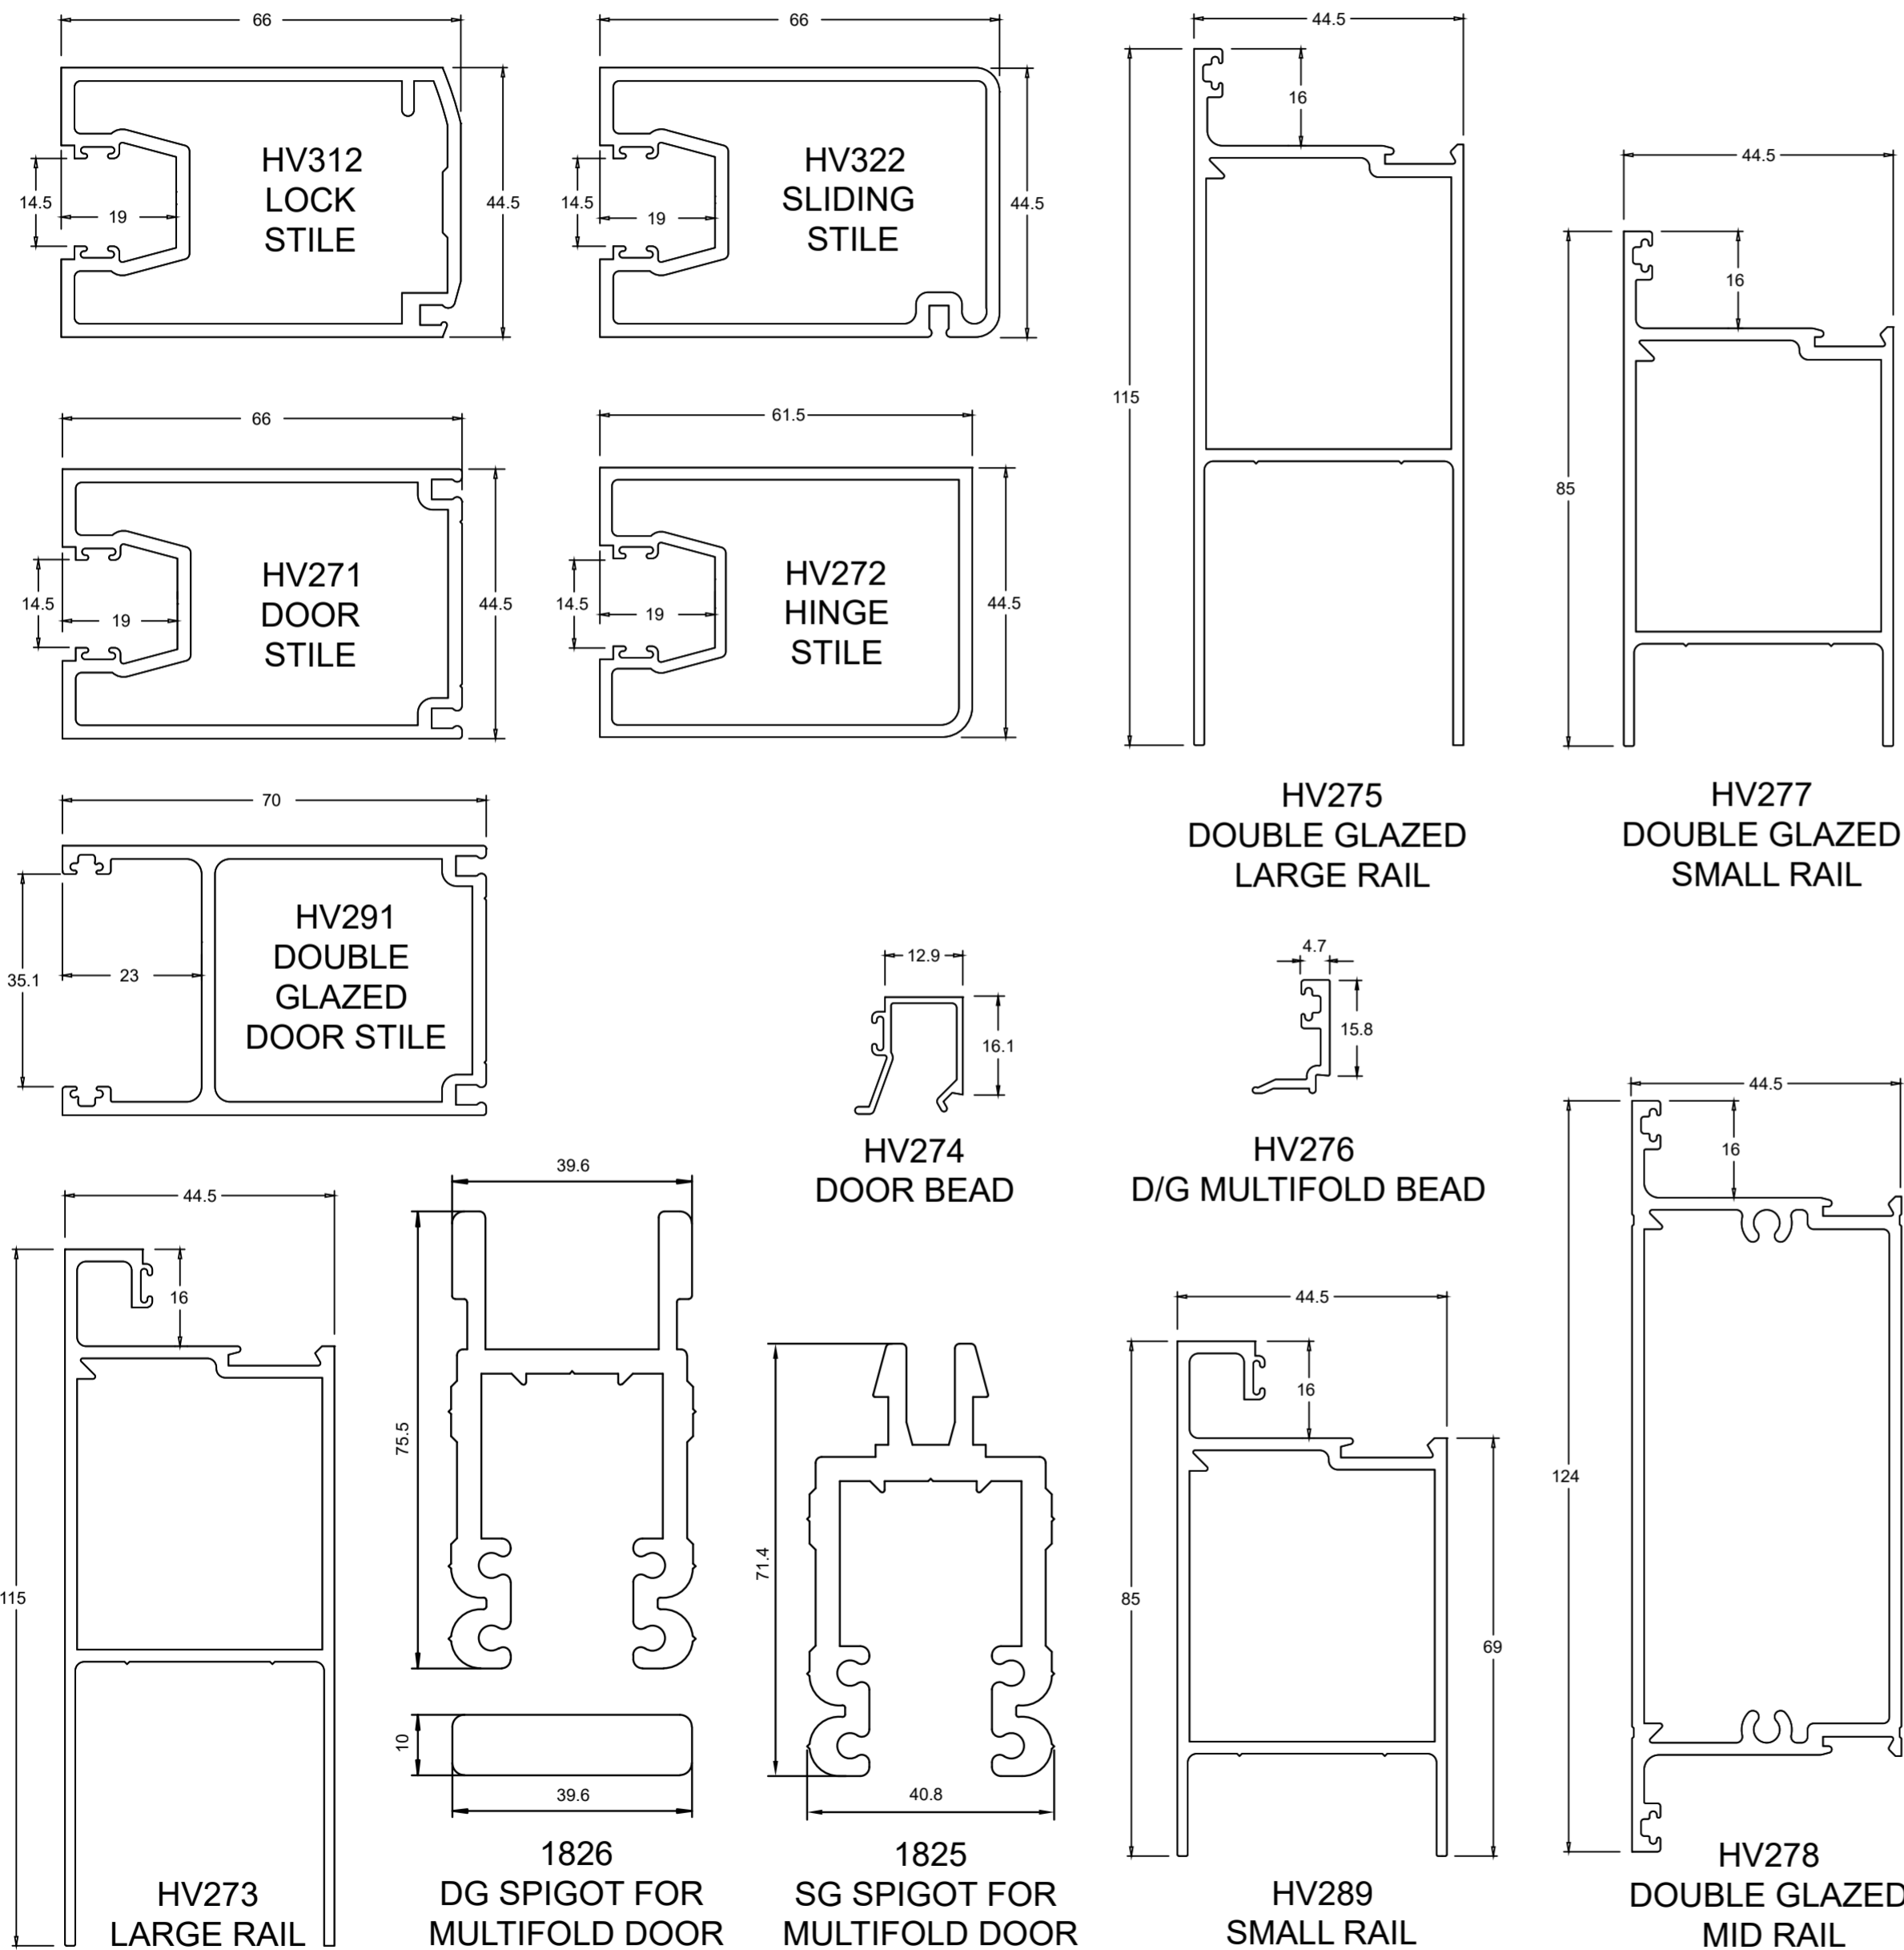 66
14.5
19
44.5
HV312
LOCK
STILE
66
14.5
19
44.5
HV322
SLIDING
STILE
44.5
16
115
HV275
DOUBLE GLAZED
LARGE RAIL
44.5
16
85
HV277
DOUBLE GLAZED
SMALL RAIL
66
14.5
19
44.5
HV271
DOOR
STILE
61.5
14.5
19
44.5
HV272
HINGE
STILE
70
35.1
23
HV291
DOUBLE
GLAZED
DOOR STILE
12.9
16.1
HV274
DOOR BEAD
4.7
15.8
HV276
D/G MULTIFOLD BEAD
44.5
16
115
HV273
LARGE RAIL
39.6
75.5
10
39.6
1826
DG SPIGOT FOR
MULTIFOLD DOOR
71.4
40.8
1825
SG SPIGOT FOR
MULTIFOLD DOOR
44.5
16
85
69
HV289
SMALL RAIL
44.5
16
124
HV278
DOUBLE GLAZED
MID RAIL